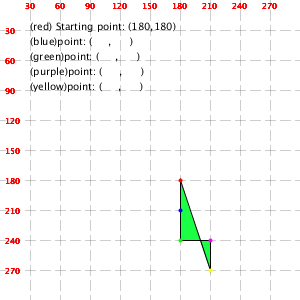 30 60 90 120 150 180 210 240 270
30
(red) Starting point: (180,180)
(blue)point: (    ,     )
60
(green)point: (    ,     )
(purple)point: (     ,     )
90
(yellow)point: (     ,     )
120
150
180
210
240
270